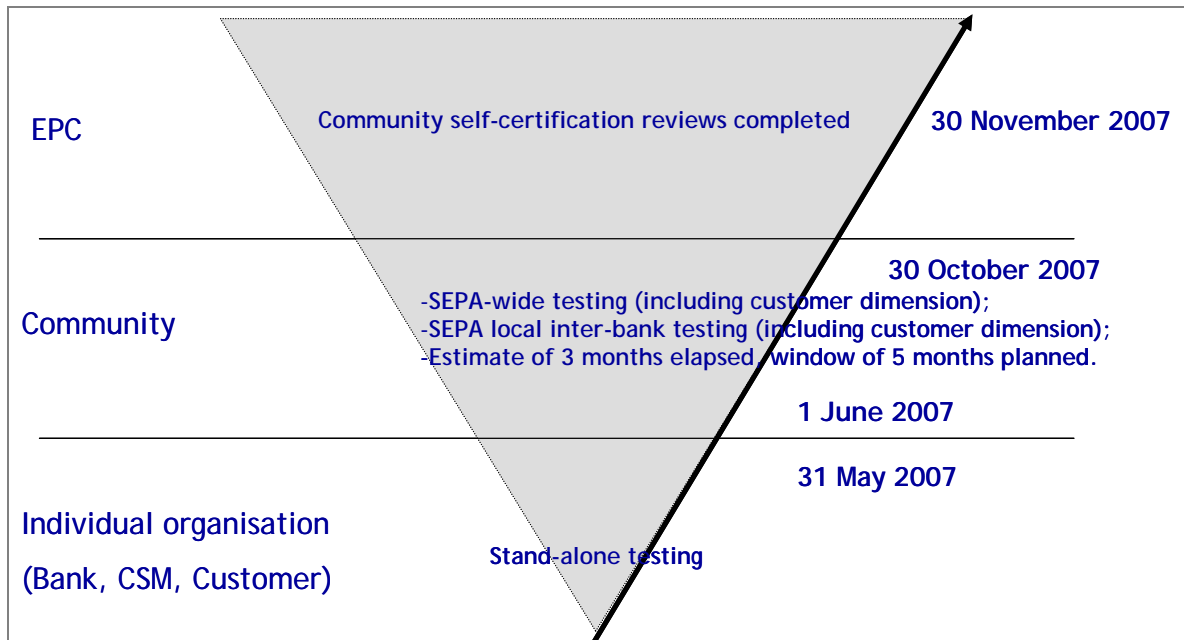 EPC
Community self-certification reviews completed
30 November 2007
30 October 2007
Community
-SEPA-wide testing (including customer dimension);
-SEPA local inter-bank testing (including customer dimension);
-Estimate of 3 months elapsed, window of 5 months planned.
1 June 2007
31 May 2007
Individual organisation
(Bank, CSM, Customer)
Stand-alone testing